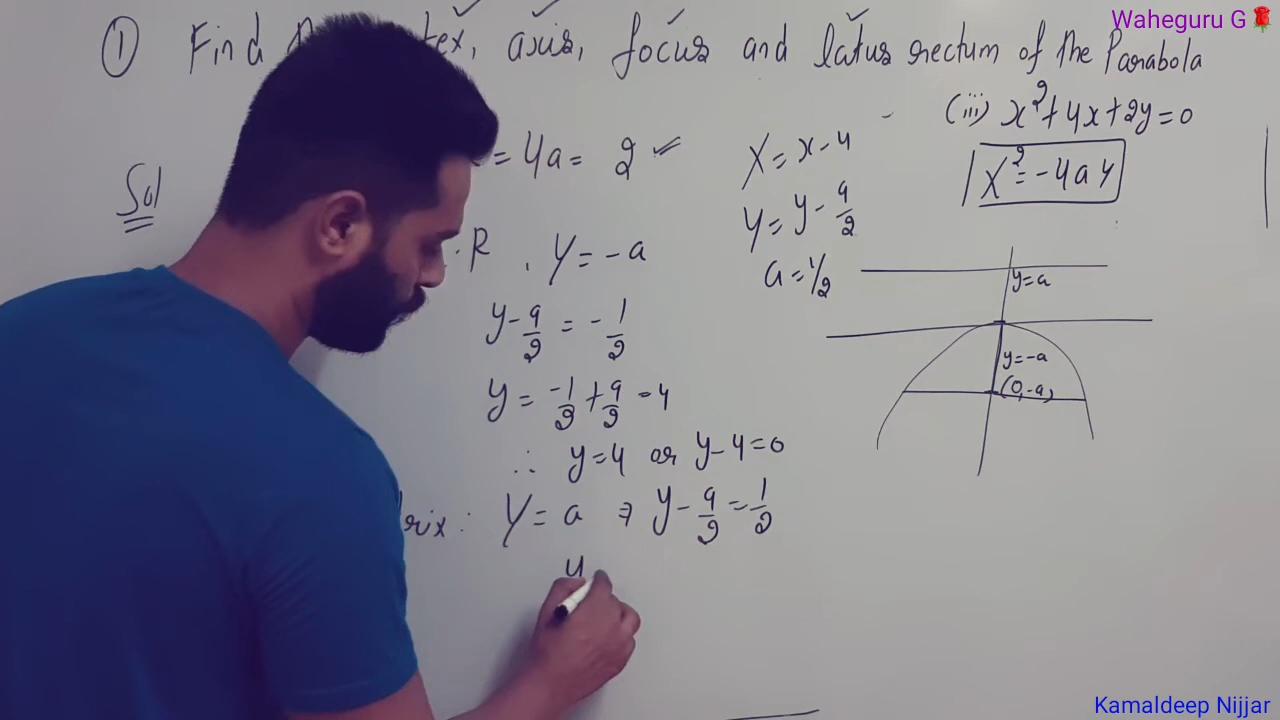 Waheguru G🌹
① Find tex, axis, focus and latus rectum of the Parabola
(iii) x²+4x+2y=0
X² = -4aY
Sol
= 4a = 2 ✓
X = x-4
Y = y - 9/2
a = 1/2
.R , Y = -a
y - 9/2 = -1/2
y = -1/2 + 9/2 = 4
∴ y=4 or y-4=0
rix : Y = a ⇒ y - 9/2 = 1/2
y
y=a
y=-a
(0,-a)
Kamaldeep Nijjar